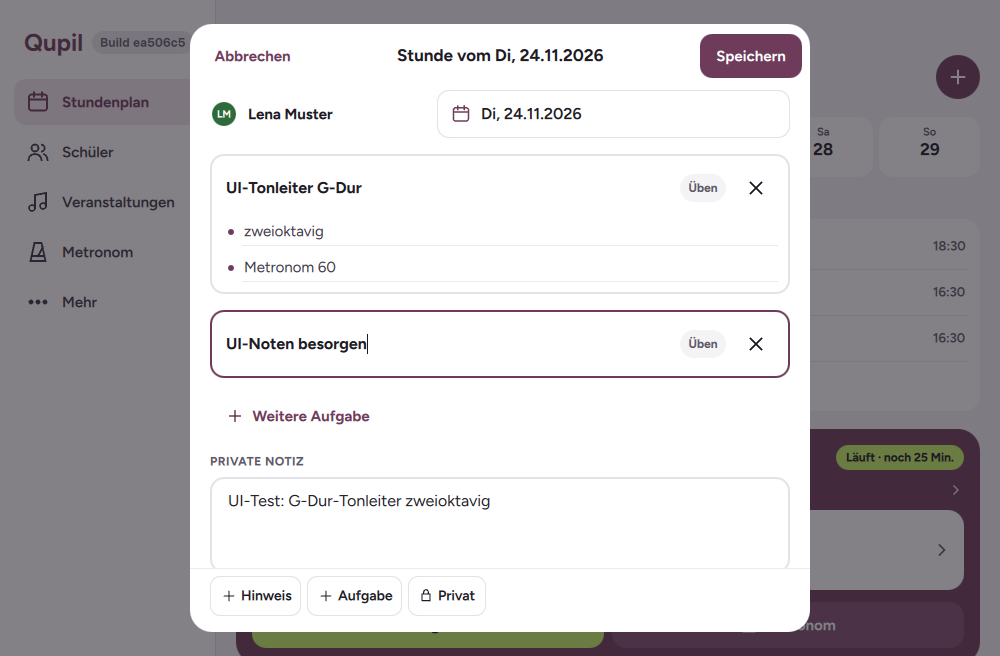 Qupil
Build ea506c5
Stundenplan
Schüler
Veranstaltungen
Metronom
Mehr
Abbrechen
Stunde vom Di, 24.11.2026
Speichern
LM
Lena Muster
Di, 24.11.2026
UI-Tonleiter G-Dur
Üben
zweioktavig
Metronom 60
UI-Noten besorgen
Üben
Weitere Aufgabe
PRIVATE NOTIZ
UI-Test: G-Dur-Tonleiter zweioktavig
Hinweis
Aufgabe
Privat
Sa
28
So
29
18:30
16:30
16:30
Läuft · noch 25 Min.